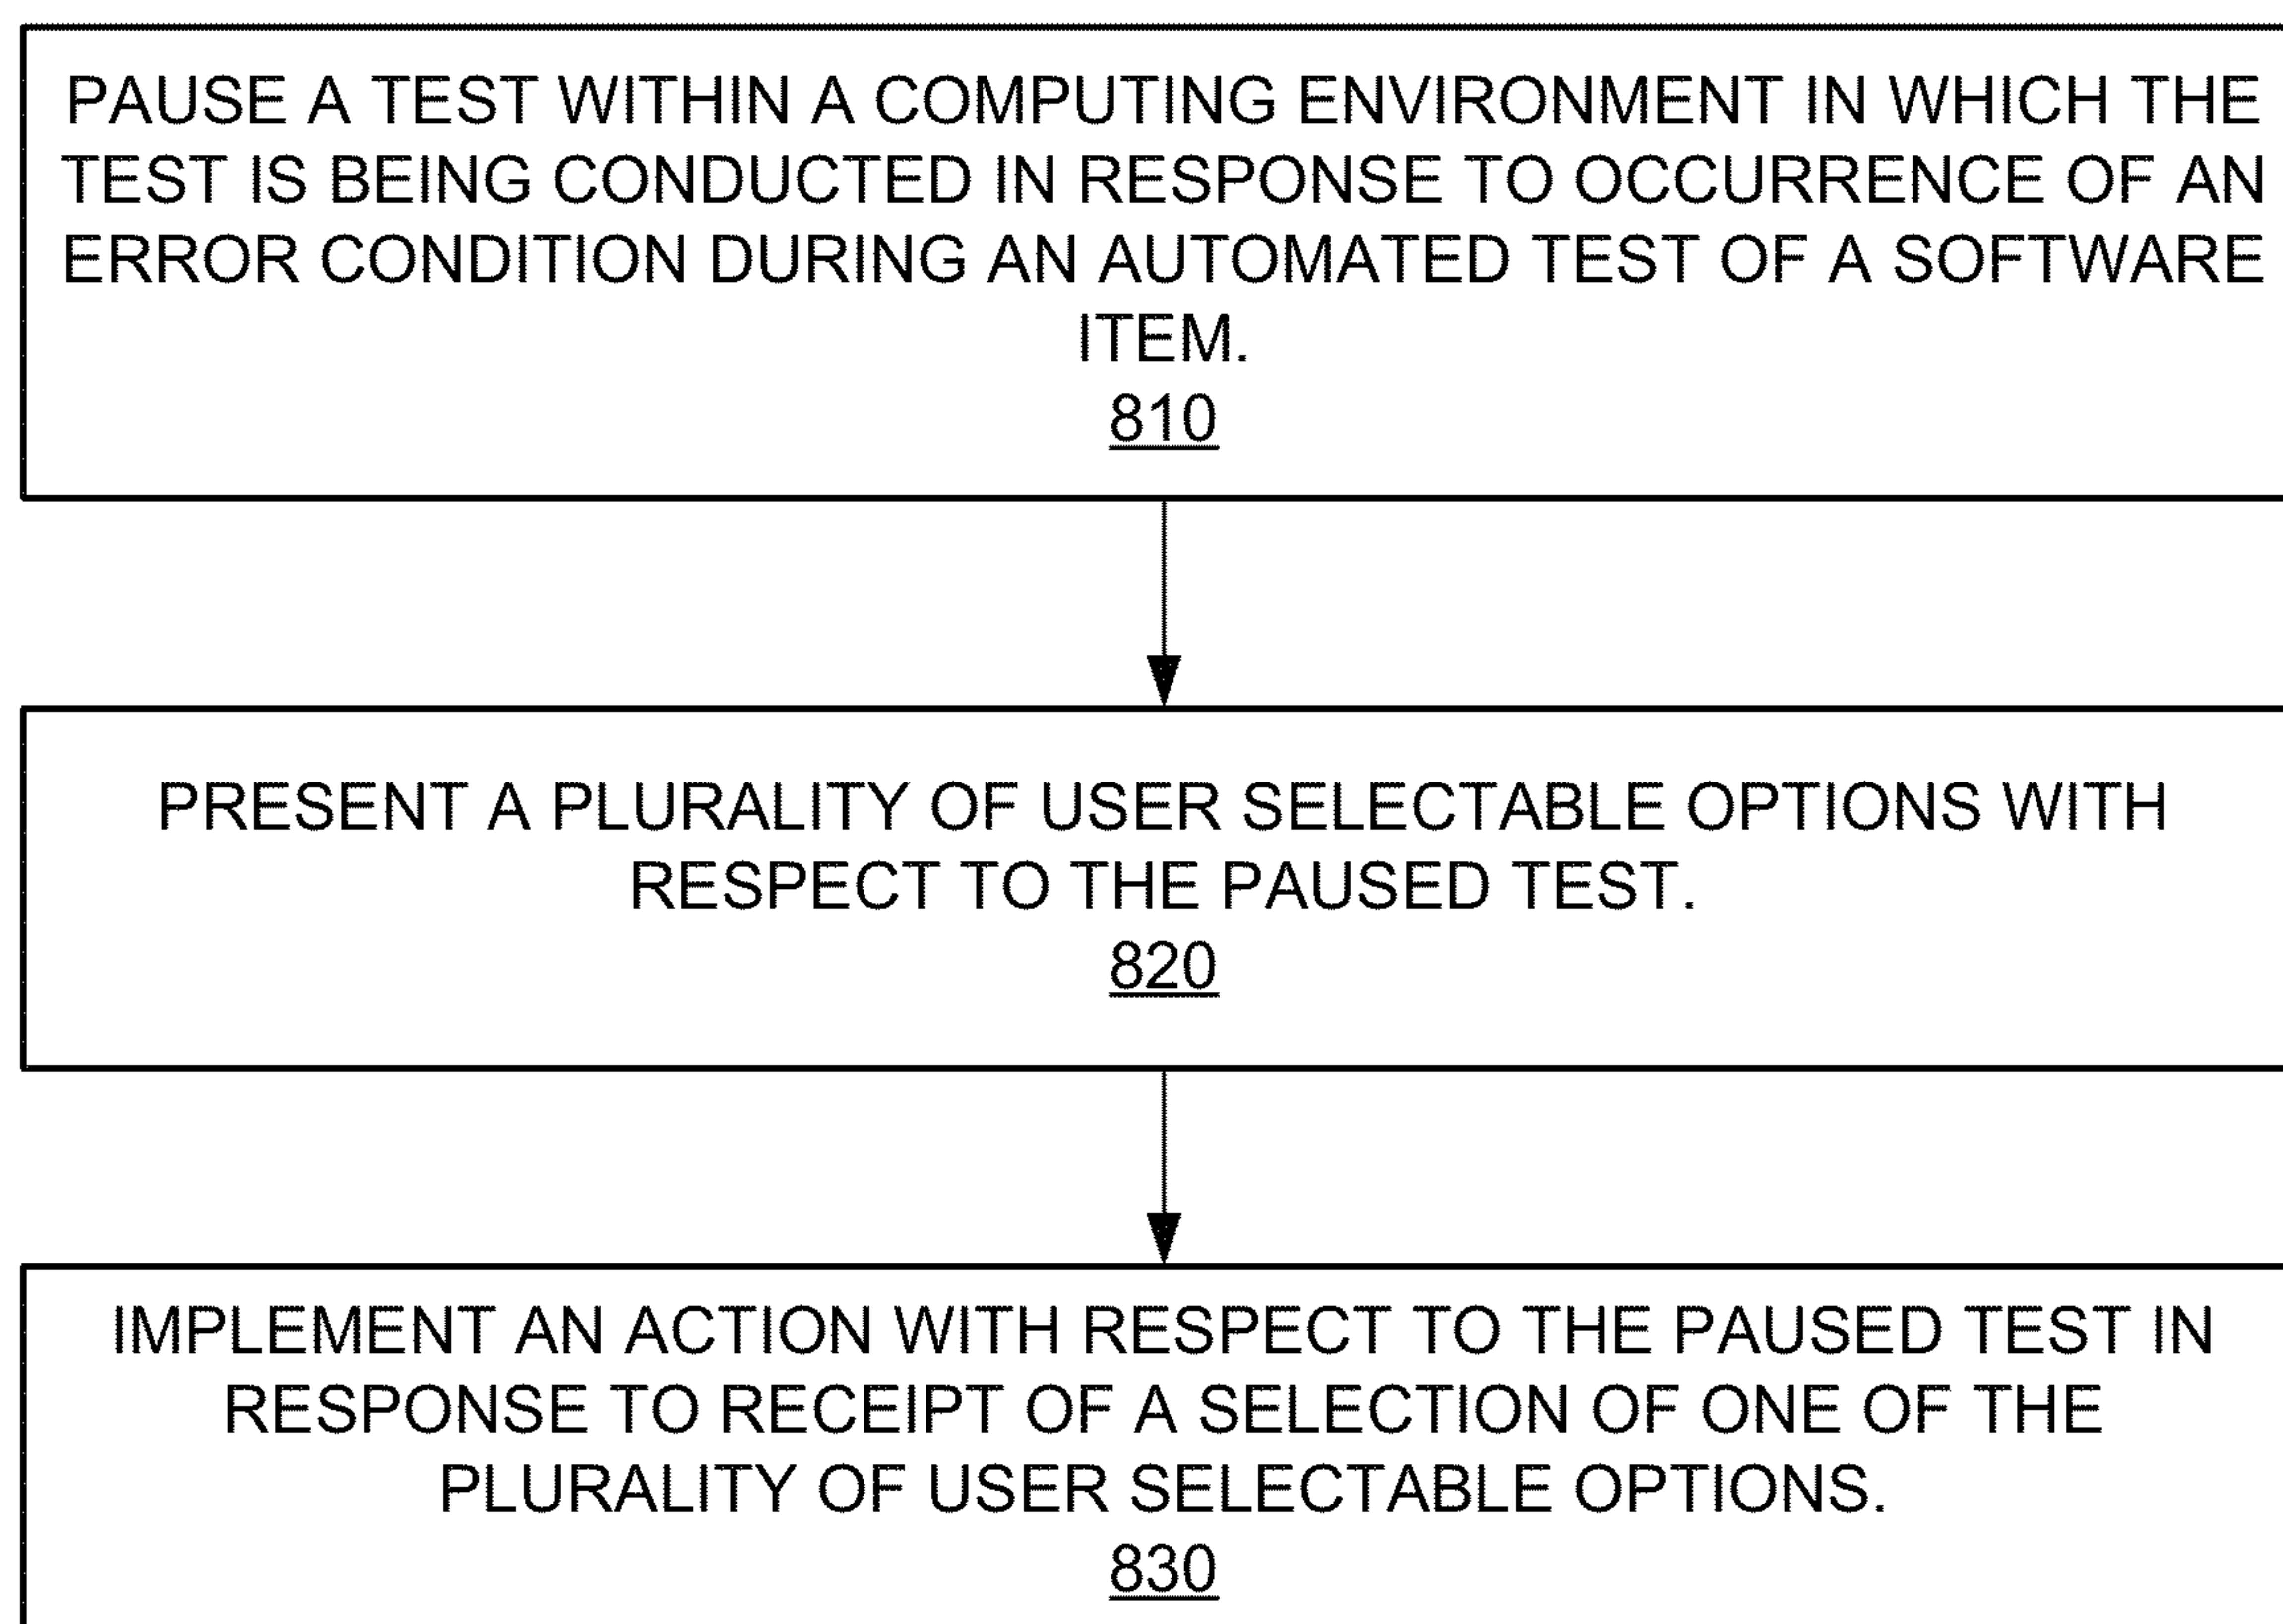 PAUSE A TEST WITHIN A COMPUTING ENVIRONMENT IN WHICH THE
TEST IS BEING CONDUCTED IN RESPONSE TO OCCURRENCE OF AN
ERROR CONDITION DURING AN AUTOMATED TEST OF A SOFTWARE
ITEM.
810
PRESENT A PLURALITY OF USER SELECTABLE OPTIONS WITH
RESPECT TO THE PAUSED TEST.
820
IMPLEMENT AN ACTION WITH RESPECT TO THE PAUSED TEST IN
RESPONSE TO RECEIPT OF A SELECTION OF ONE OF THE
PLURALITY OF USER SELECTABLE OPTIONS.
830